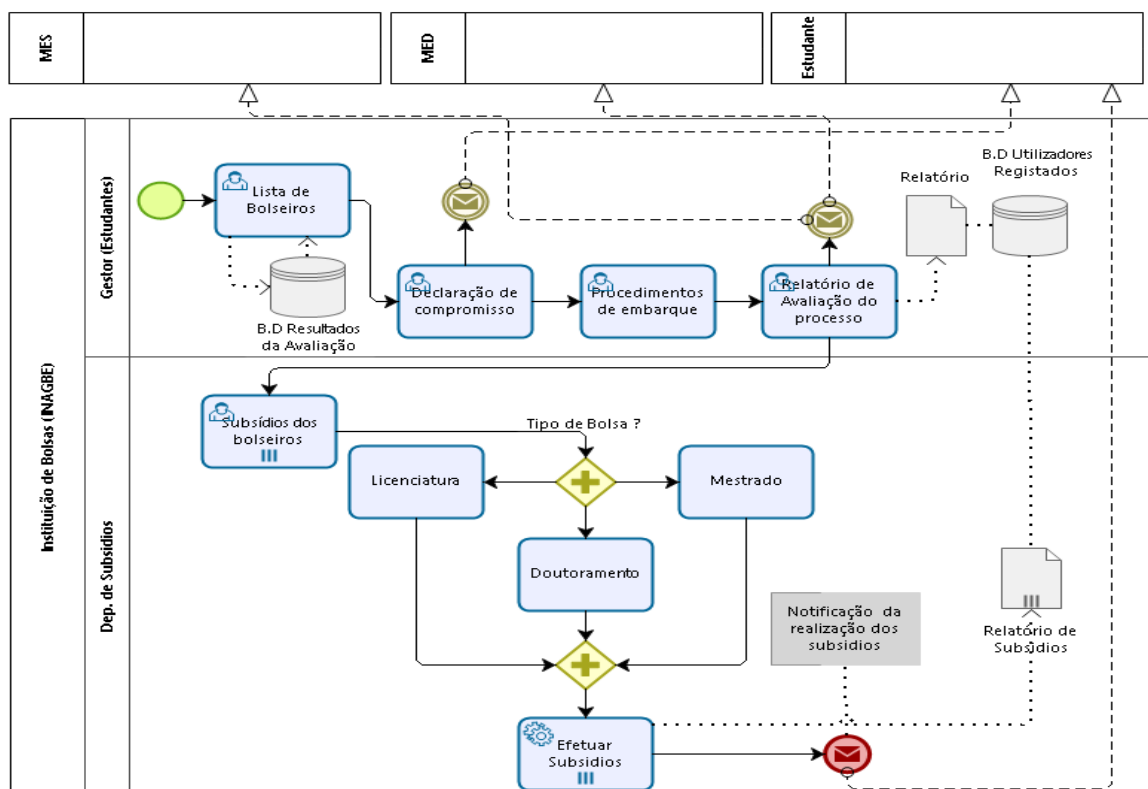 MES
MED
Estudante
Instituição de Bolsas (INAGBE)
Gestor (Estudantes)
Lista de
Bolseiros
B.D Resultados
da Avaliação
Declaração de
compromisso
Procedimentos
de embarque
Relatório de
Avaliação do
processo
Relatório
B.D Utilizadores
Registados
Dep. de Subsídios
Subsídios dos
bolseiros
Tipo de Bolsa ?
Licenciatura
Mestrado
Doutoramento
Notificação da
realização dos
subsidios
Relatório de
Subsidios
Efetuar
Subsidios